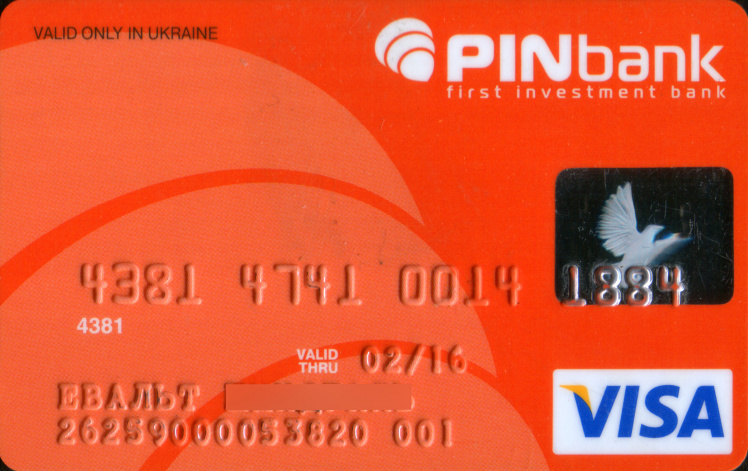 VALID ONLY IN UKRAINE
PINbank
first investment bank
4381 4741 0014 1884
4381
VALID
THRU 02/16
ЕВАЛЬТ
262590000053820 001
VISA